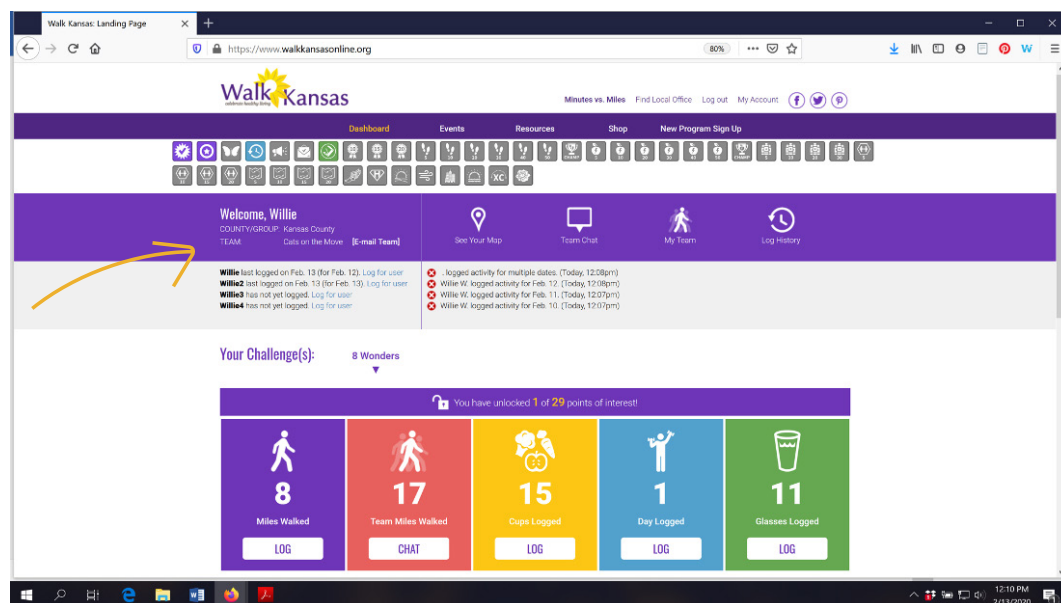 Walk Kansas: Landing Page
https://www.walkkansasonline.org
80%
Walk Kansas
celebrate healthy living
Minutes vs. Miles Find Local Office Log out My Account
Dashboard Events Resources Shop New Program Sign Up
Welcome, Willie
COUNTY/GROUP: Kansas County
TEAM: Cats on the Move [E-mail Team]
See Your Map Team Chat My Team Log History
Willie last logged on Feb. 13 (for Feb. 12). Log for user
Willie2 last logged on Feb. 13 (for Feb. 13). Log for user
Willie3 has not yet logged. Log for user
Willie4 has not yet logged. Log for user
. logged activity for multiple dates. (Today, 12:08pm)
Willie W. logged activity for Feb. 12. (Today, 12:08pm)
Willie W. logged activity for Feb. 11. (Today, 12:07pm)
Willie W. logged activity for Feb. 10. (Today, 12:07pm)
Your Challenge(s): 8 Wonders
You have unlocked 1 of 29 points of interest!
8 17 15 1 11
Miles Walked Team Miles Walked Cups Logged Day Logged Glasses Logged
LOG CHAT LOG LOG LOG
12:10 PM
2/13/2020